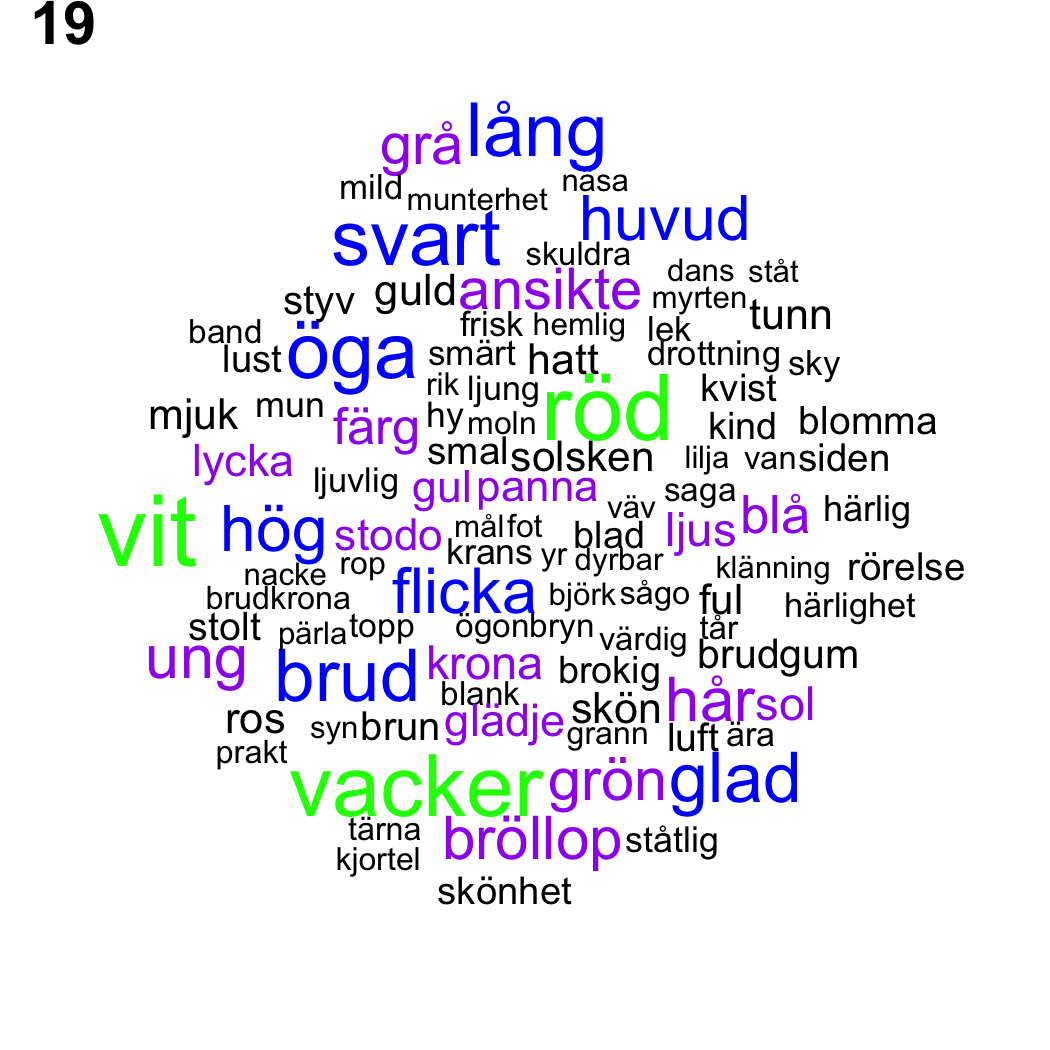 19
grå lång
mild munterhet näsa
svart huvud
skuldra
dans ståt
styv guld ansikte myrten tunn
band frisk hemlig lek
lust öga smärt hatt drottning sky
rik ljung röd kvist
mjuk mun färg hy moln kind blomma
lycka smal solsken lilja van siden
ljuvlig gul panna saga
vit hög stodo mål fot väv blad ljus blå härlig
nacke rop krans yr dyrbar klänning rörelse
brudkrona flicka björk sågo ful härlighet
stolt pärla topp ögonbryn värdig tår
ung brud krona brokig brudgum
blank skön hår sol
ros syn brun glädje grann luft ära
prakt
vacker grön glad
tärna bröllop ståtlig
kjortel
skönhet